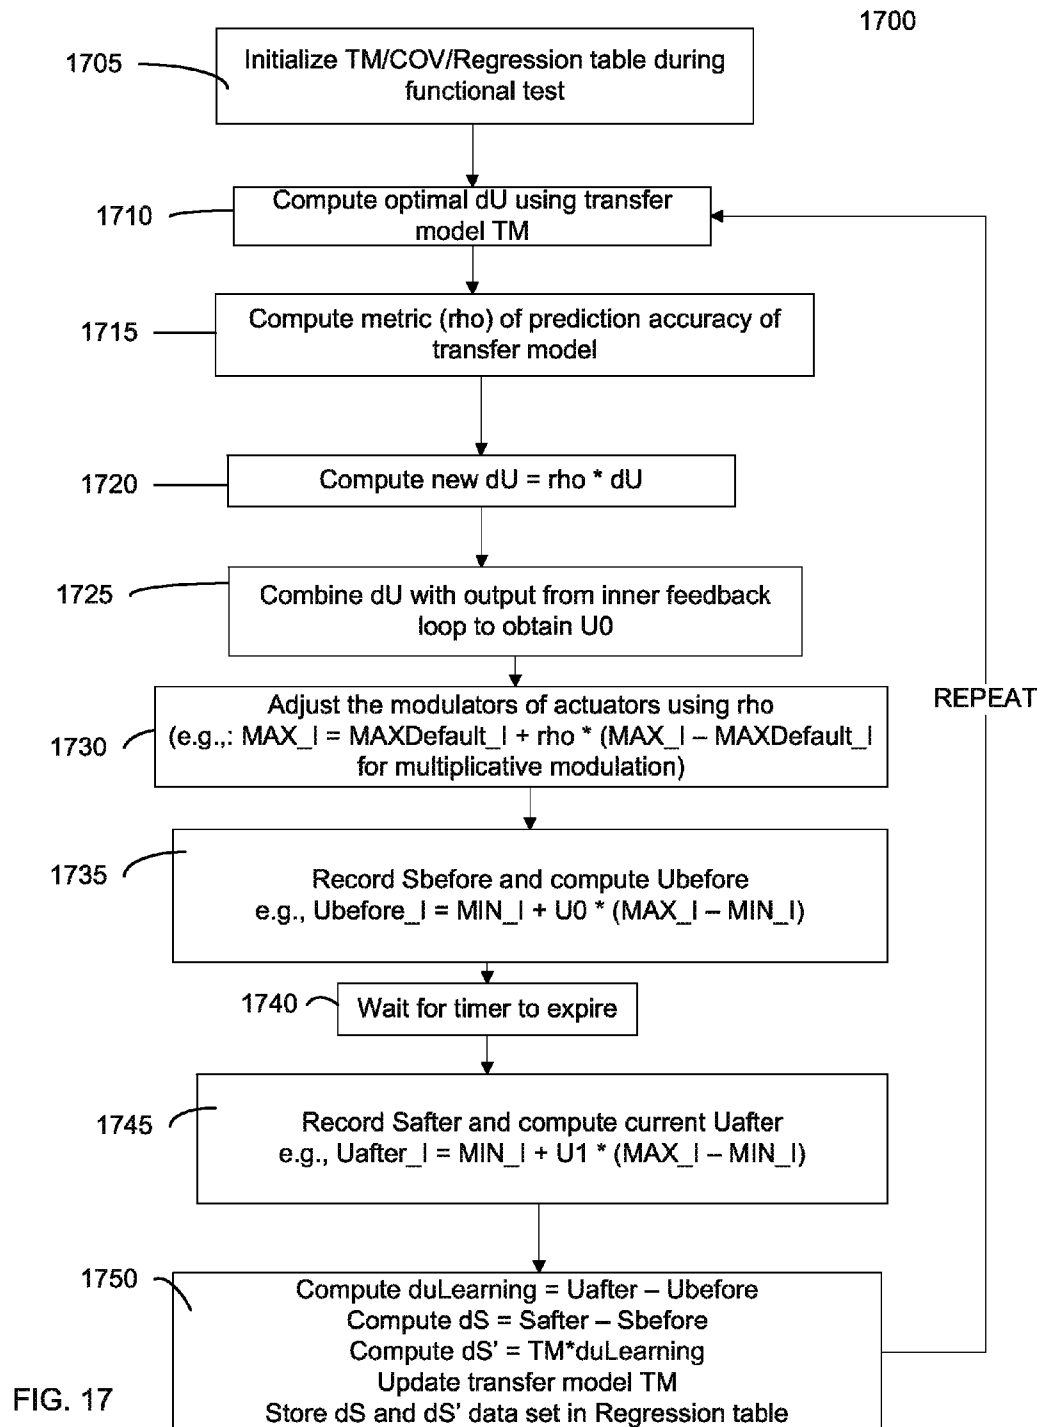 1700
1705
Initialize TM/COV/Regression table during
functional test
1710
Compute optimal dU using transfer
model TM
1715
Compute metric (rho) of prediction accuracy of
transfer model
1720
Compute new dU = rho * dU
1725
Combine dU with output from inner feedback
loop to obtain U0
REPEAT
1730
Adjust the modulators of actuators using rho
(e.g.,: MAX_I = MAXDefault_I + rho * (MAX_I – MAXDefault_I
for multiplicative modulation)
1735
Record Sbefore and compute Ubefore
e.g., Ubefore_I = MIN_I + U0 * (MAX_I – MIN_I)
1740
Wait for timer to expire
1745
Record Safter and compute current Uafter
e.g., Uafter_I = MIN_I + U1 * (MAX_I – MIN_I)
1750
Compute duLearning = Uafter – Ubefore
Compute dS = Safter – Sbefore
Compute dS' = TM*duLearning
Update transfer model TM
Store dS and dS' data set in Regression table
FIG. 17